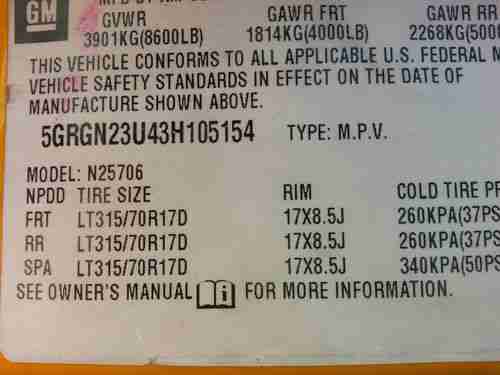 GM
GVWR GAWR FRT GAWR RR
3901KG(8600LB) 1814KG(4000LB) 2268KG(500
THIS VEHICLE CONFORMS TO ALL APPLICABLE U.S. FEDERAL M
VEHICLE SAFETY STANDARDS IN EFFECT ON THE DATE OF
MANUFACTURE SHOWN ABOVE.
5GRGN23U43H105154 TYPE: M.P.V.
MODEL: N25706
NPDD TIRE SIZE RIM COLD TIRE PR
FRT LT315/70R17D 17X8.5J 260KPA(37PS
RR LT315/70R17D 17X8.5J 260KPA(37PS
SPA LT315/70R17D 17X8.5J 340KPA(50PS
SEE OWNER'S MANUAL FOR MORE INFORMATION.